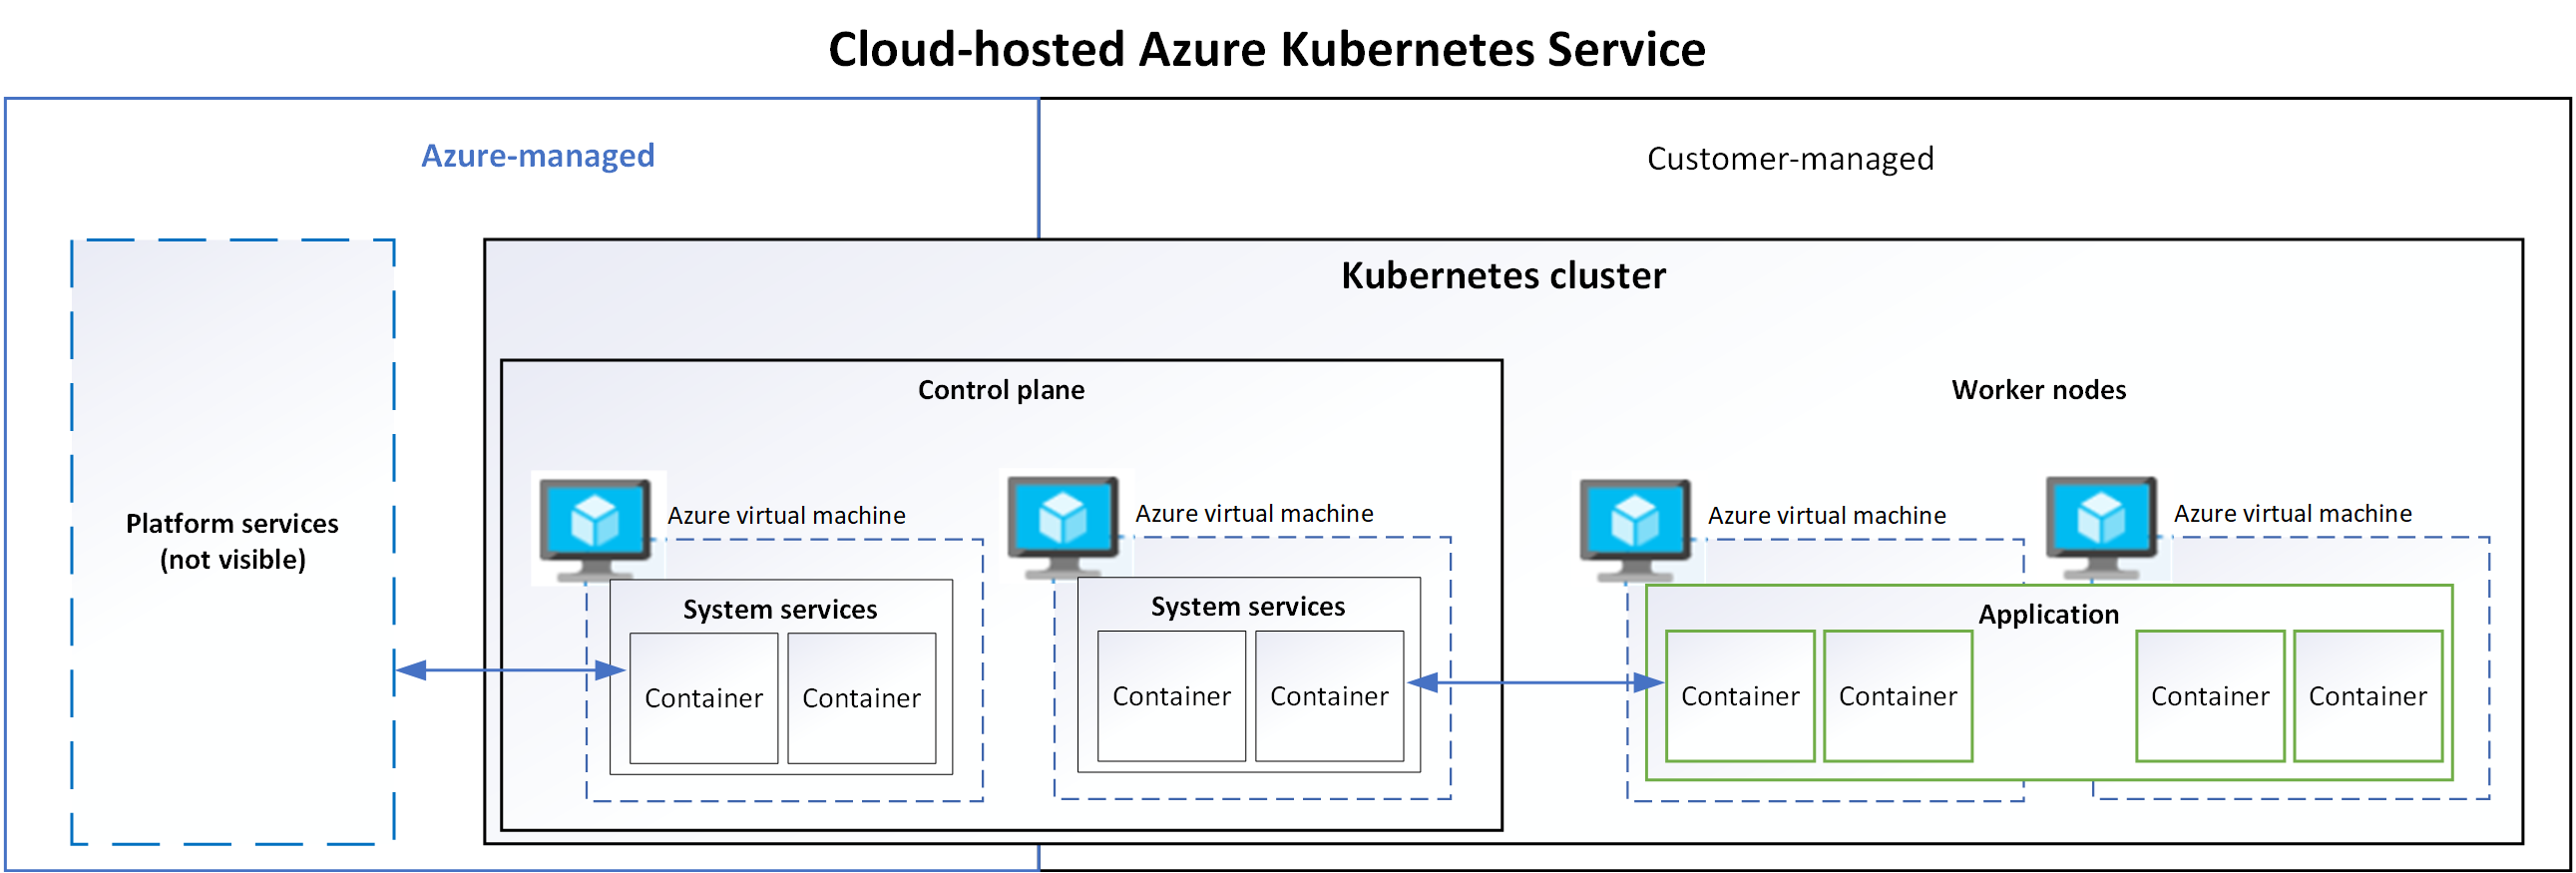 Cloud-hosted Azure Kubernetes Service
Azure-managed
Customer-managed
Kubernetes cluster
Control plane
Worker nodes
Platform services
(not visible)
Azure virtual machine
System services
Container
Container
Azure virtual machine
System services
Container
Container
Azure virtual machine
Azure virtual machine
Application
Container
Container
Container
Container